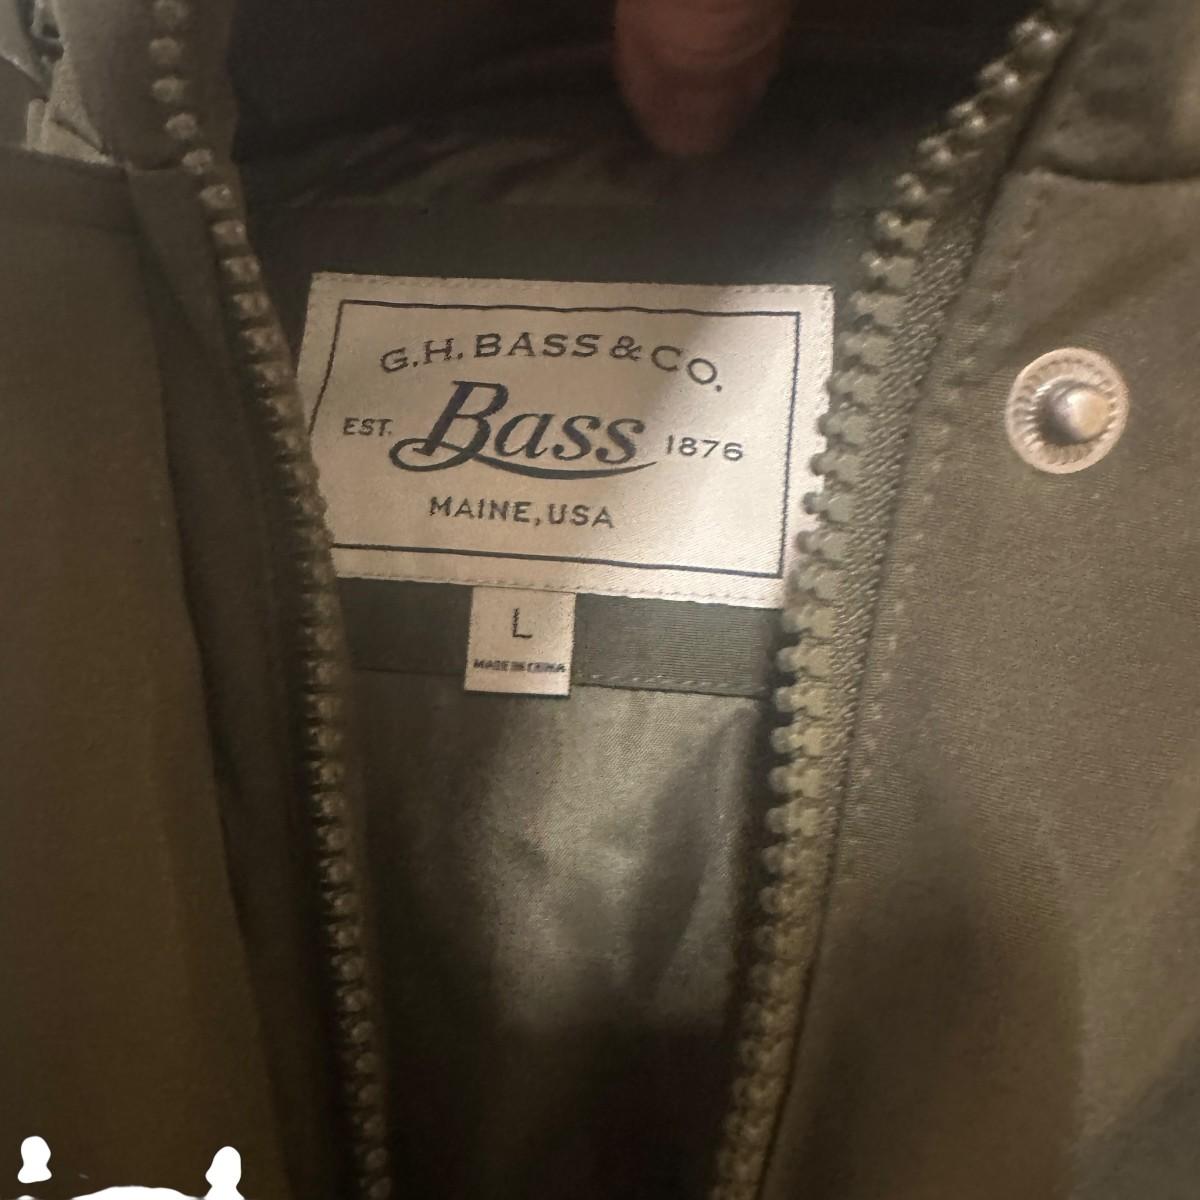 G.H. BASS & CO.
EST. Bass 1876
MAINE, USA
L
MADE IN CHINA